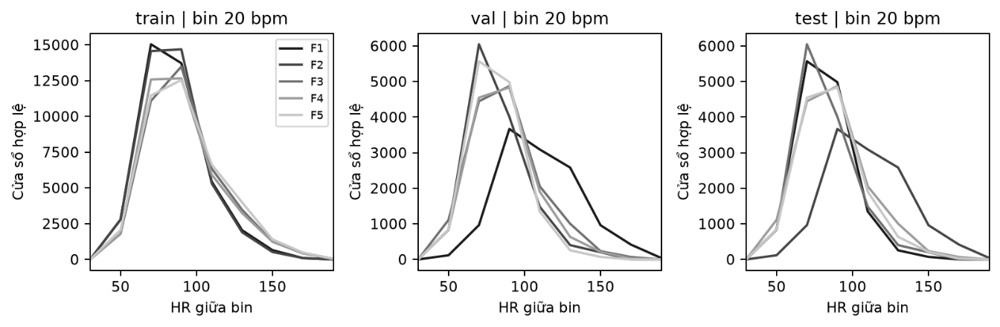 train | bin 20 bpm
15000
12500
10000
7500
5000
2500
0
50
100
150
Cửa sổ hợp lệ
HR giữa bin
F1
F2
F3
F4
F5
val | bin 20 bpm
6000
5000
4000
3000
2000
1000
0
50
100
150
Cửa sổ hợp lệ
HR giữa bin
test | bin 20 bpm
6000
5000
4000
3000
2000
1000
0
50
100
150
Cửa sổ hợp lệ
HR giữa bin